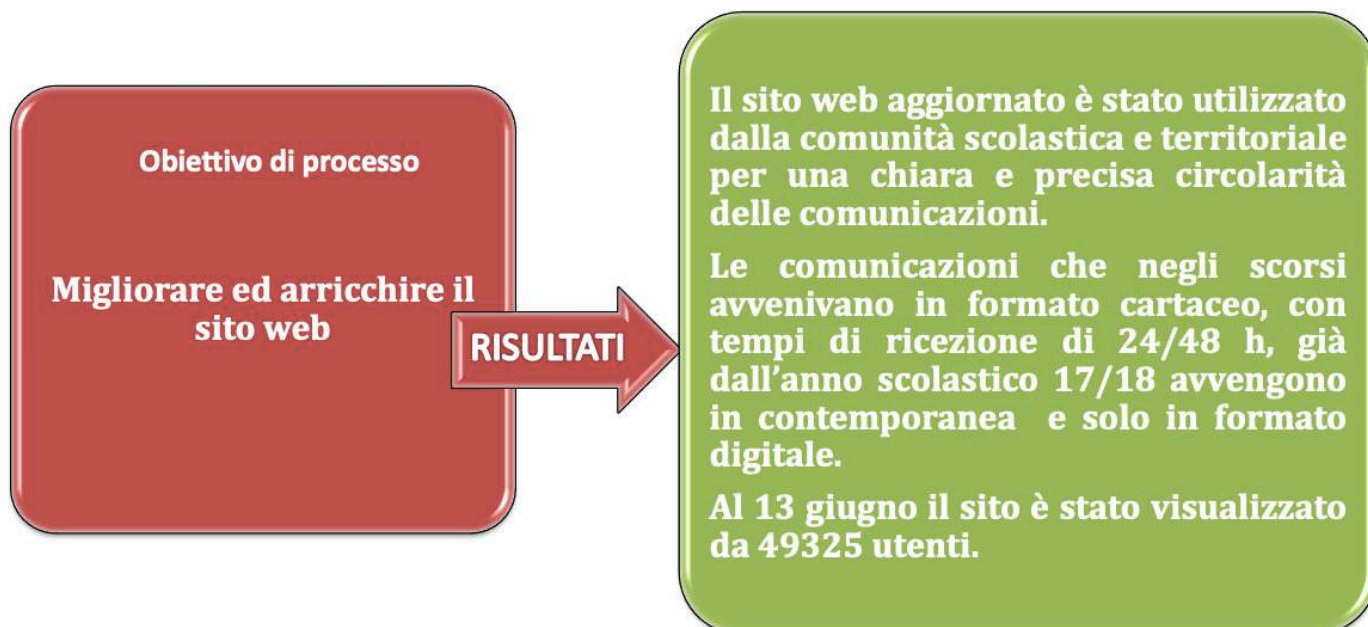 Obiettivo di processo
Migliorare ed arricchire il
sito web
RISULTATI
Il sito web aggiornato è stato utilizzato
dalla comunità scolastica e territoriale
per una chiara e precisa circolarità
delle comunicazioni.
Le comunicazioni che negli scorsi
avvenivano in formato cartaceo, con
tempi di ricezione di 24/48 h, già
dall'anno scolastico 17/18 avvengono
in contemporanea e solo in formato
digitale.
Al 13 giugno il sito è stato visualizzato
da 49325 utenti.